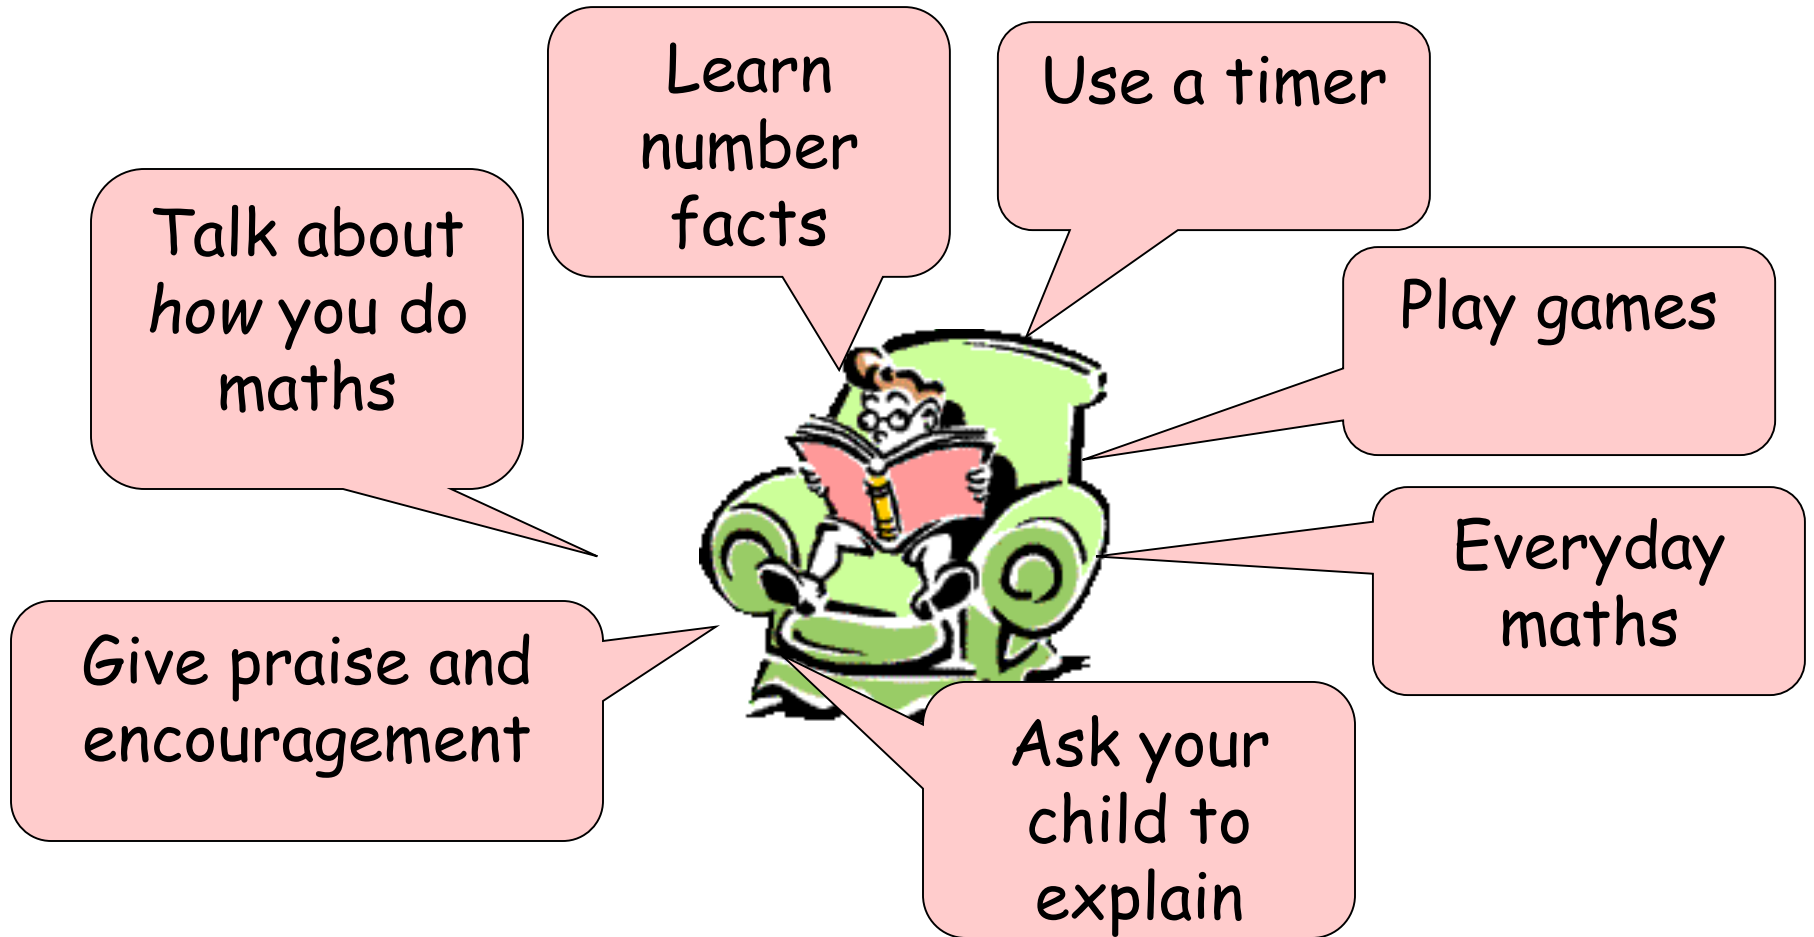 Learn
number
facts
Use a timer
Talk about
how you do
maths
Play games
Everyday
maths
Give praise and
encouragement
Ask your
child to
explain